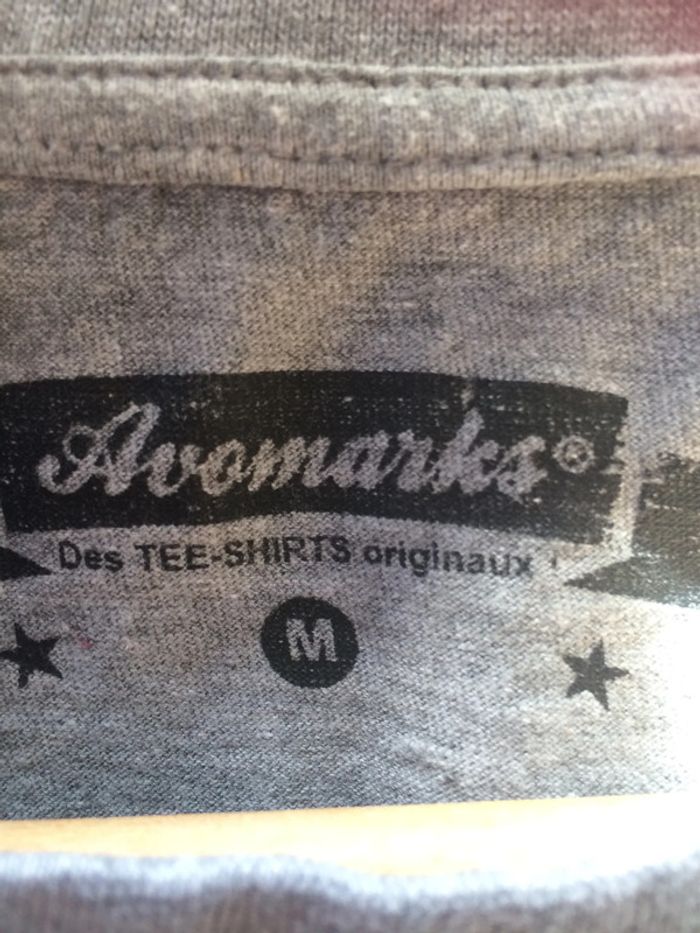 Avomarks®
Des TEE-SHIRTS originaux !
M